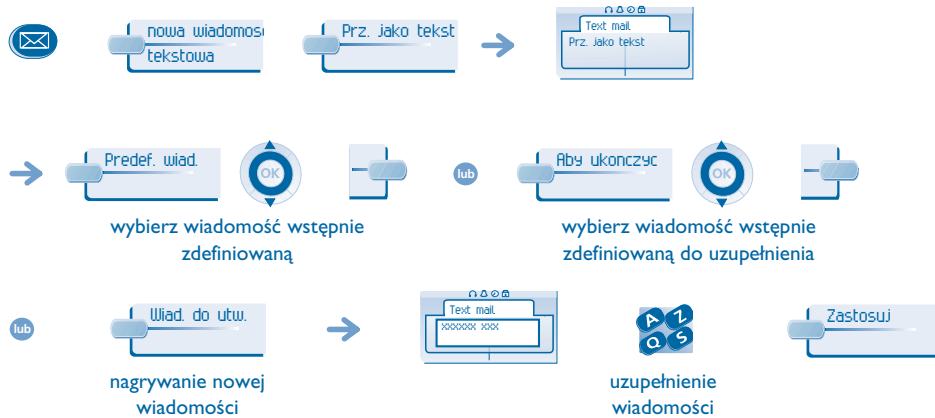 nowa wiadomosc
tekstowa
Prz. jako tekst
Text mail
Prz. jako tekst
Predef. wiad.
OK
lub
Aby ukonczyc
OK
wybierz wiadomość wstępnie
zdefiniowaną
wybierz wiadomość wstępnie
zdefiniowaną do uzupełnienia
lub
Wiad. do utw.
Text mail
xxxxxx xxx
A Z
Q S
Zastosuj
nagrywanie nowej
wiadomości
uzupełnienie
wiadomości